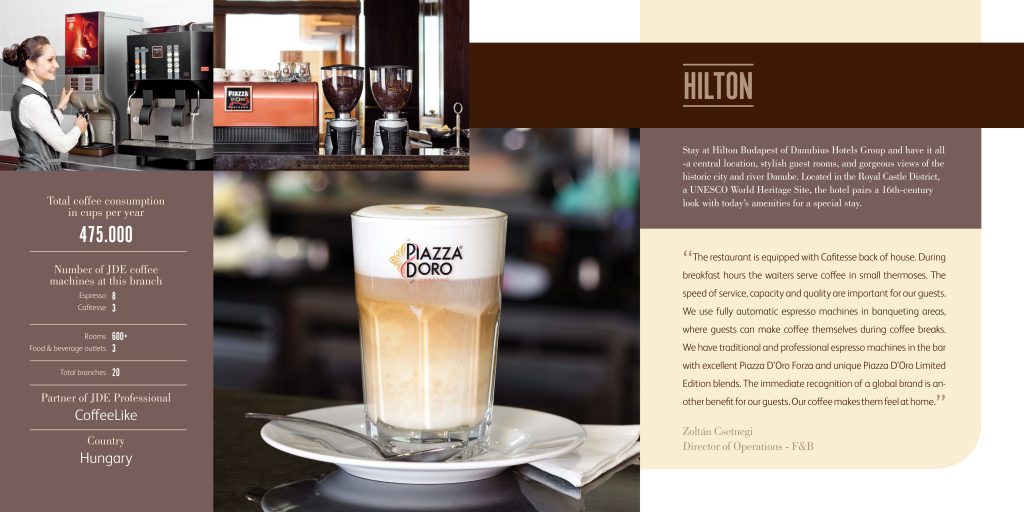 PIAZZA
D'ORO
HILTON
Stay at Hilton Budapest of Danubius Hotels Group and have it all
-a central location, stylish guest rooms, and gorgeous views of the
historic city and river Danube. Located in the Royal Castle District,
a UNESCO World Heritage Site, the hotel pairs a 16th-century
look with today's amenities for a special stay.
Total coffee consumption
in cups per year
475.000
Number of JDE coffee
machines at this branch
Espresso 8
Cafitesse 3
Rooms 600+
Food & beverage outlets 3
Total branches 20
Partner of JDE Professional
CoffeeLike
Country
Hungary
PIAZZA
D'ORO
“The restaurant is equipped with Cafitesse back of house. During
breakfast hours the waiters serve coffee in small thermoses. The
speed of service, capacity and quality are important for our guests.
We use fully automatic espresso machines in banqueting areas,
where guests can make coffee themselves during coffee breaks.
We have traditional and professional espresso machines in the bar
with excellent Piazza D'Oro Forza and unique Piazza D'Oro Limited
Edition blends. The immediate recognition of a global brand is an-
other benefit for our guests. Our coffee makes them feel at home.”
Zoltán Csetnegi
Director of Operations - F&B